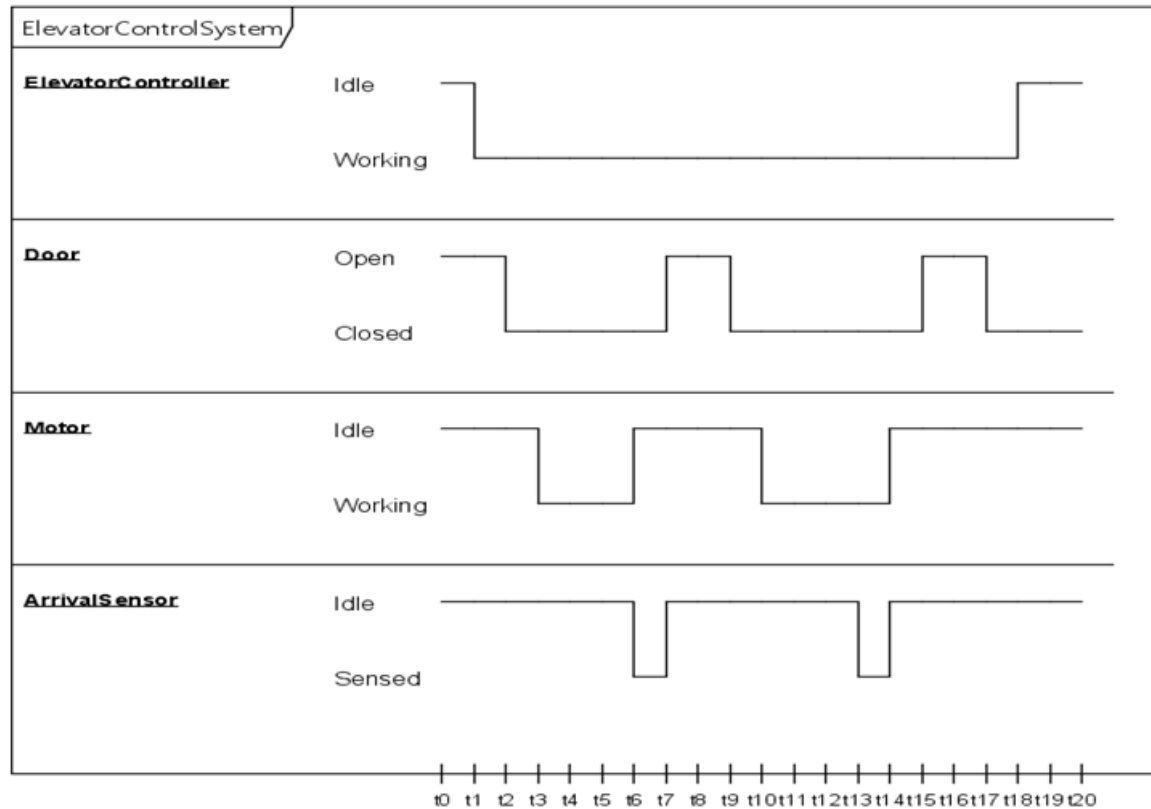 ElevatorControlSystem
ElevatorController
Idle
Working
Door
Open
Closed
Motor
Idle
Working
ArrivalSensor
Idle
Sensed
t0 t1 t2 t3 t4 t5 t6 t7 t8 t9 t10 t11 t12 t13 t14 t15 t16 t17 t18 t19 t20